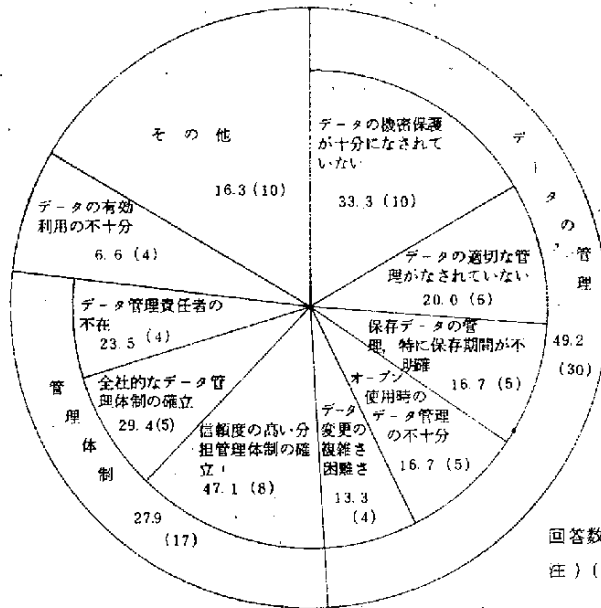 データの機密保護
が十分になされて
いない
33.3 (10)
データの適切な管
理がなされていない
20.0 (6)
保存データの管
理, 特に保存期間が不
明確
16.7 (5)
オープン
使用時の
データ管理
の不十分
16.7 (5)
データ
変更の
複雑さ
困難さ
13.3
(4)
データの管理
49.2
(30)
信頼度の高い分
担管理体制の確
立
47.1 (8)
全社的なデータ管
理体制の確立
29.4(5)
データ管理責任者の
不在
23.5 (4)
管理体制
27.9
(17)
データの有効
利用の不十分
6.6 (4)
その他
16.3 (10)
回答数
注) (